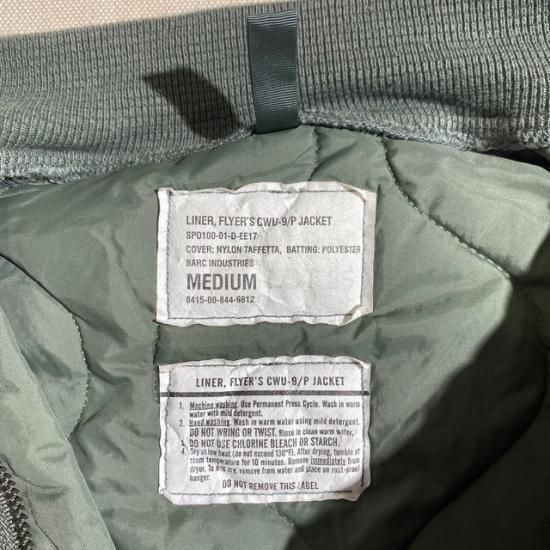 LINER, FLYER'S CWU-9/P JACKET
SPO100-01-D-EE17
COVER: NYLON TAFFETTA, BATTING: POLYESTER
BARC INDUSTRIES
MEDIUM
8415-00-844-9812
LINER, FLYER'S CWU-9/P JACKET
1. Machine washing. Use Permanent Press Cycle. Wash in warm
water with mild detergent.
2. Hand washing. Wash in warm water using mild detergent.
DO NOT WRING OR TWIST. Rinse in clean warm water.
3. DO NOT USE CHLORINE BLEACH OR STARCH.
4. Dry at low heat (do not exceed 130°F). After drying, tumble at
room temperature for 10 minutes. Remove immediately from
dryer. To drip dry, remove from water and place on rust-proof
hanger.
DO NOT REMOVE THIS LABEL